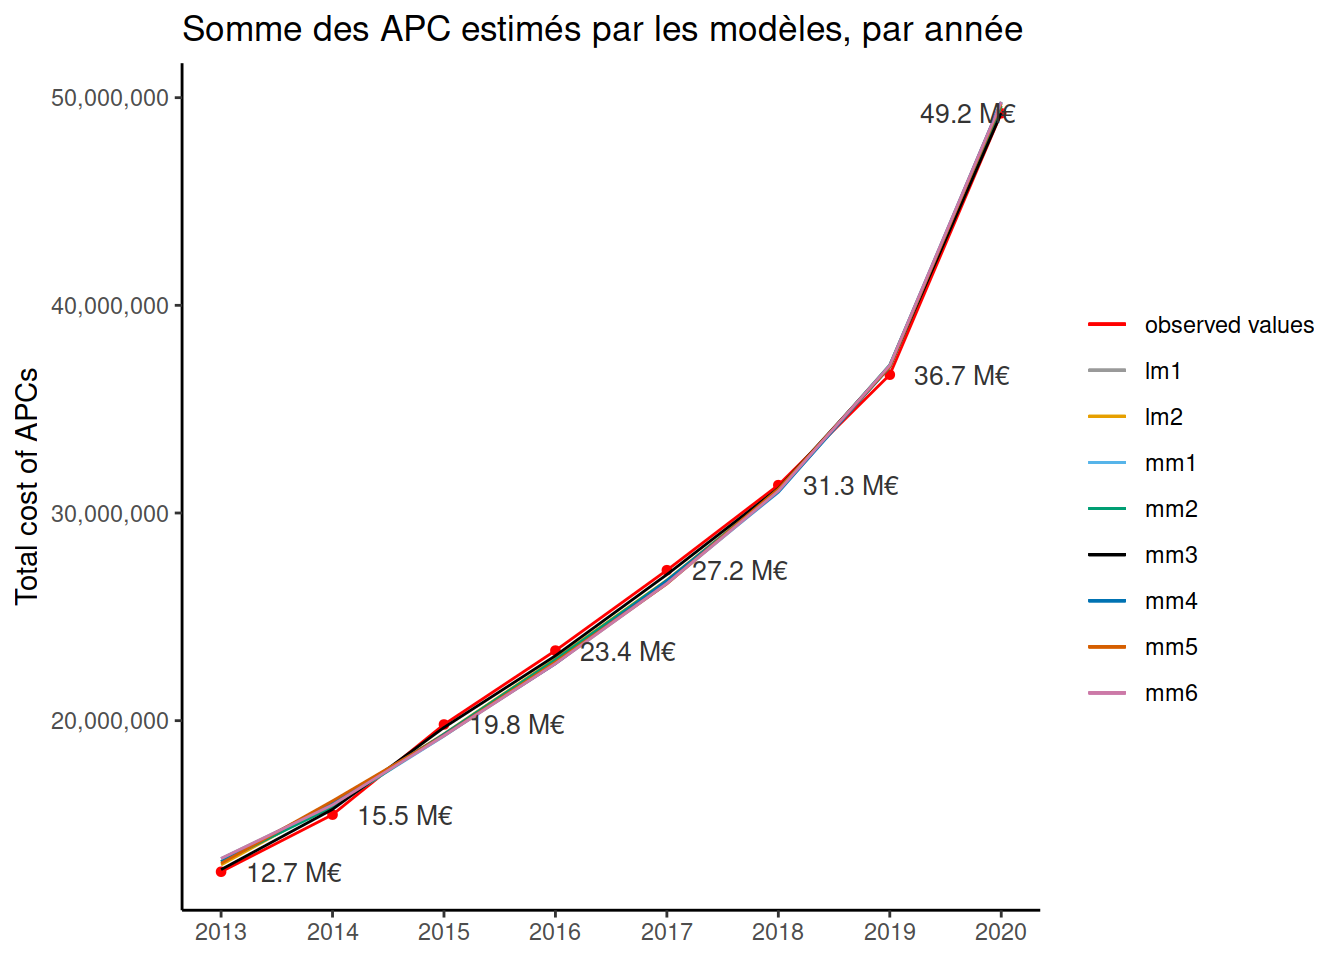 Somme des APC estimés par les modèles, par année
Total cost of APCs
50,000,000
40,000,000
30,000,000
20,000,000
49.2 M€
36.7 M€
31.3 M€
27.2 M€
23.4 M€
19.8 M€
15.5 M€
12.7 M€
2013 2014 2015 2016 2017 2018 2019 2020
observed values
lm1
lm2
mm1
mm2
mm3
mm4
mm5
mm6